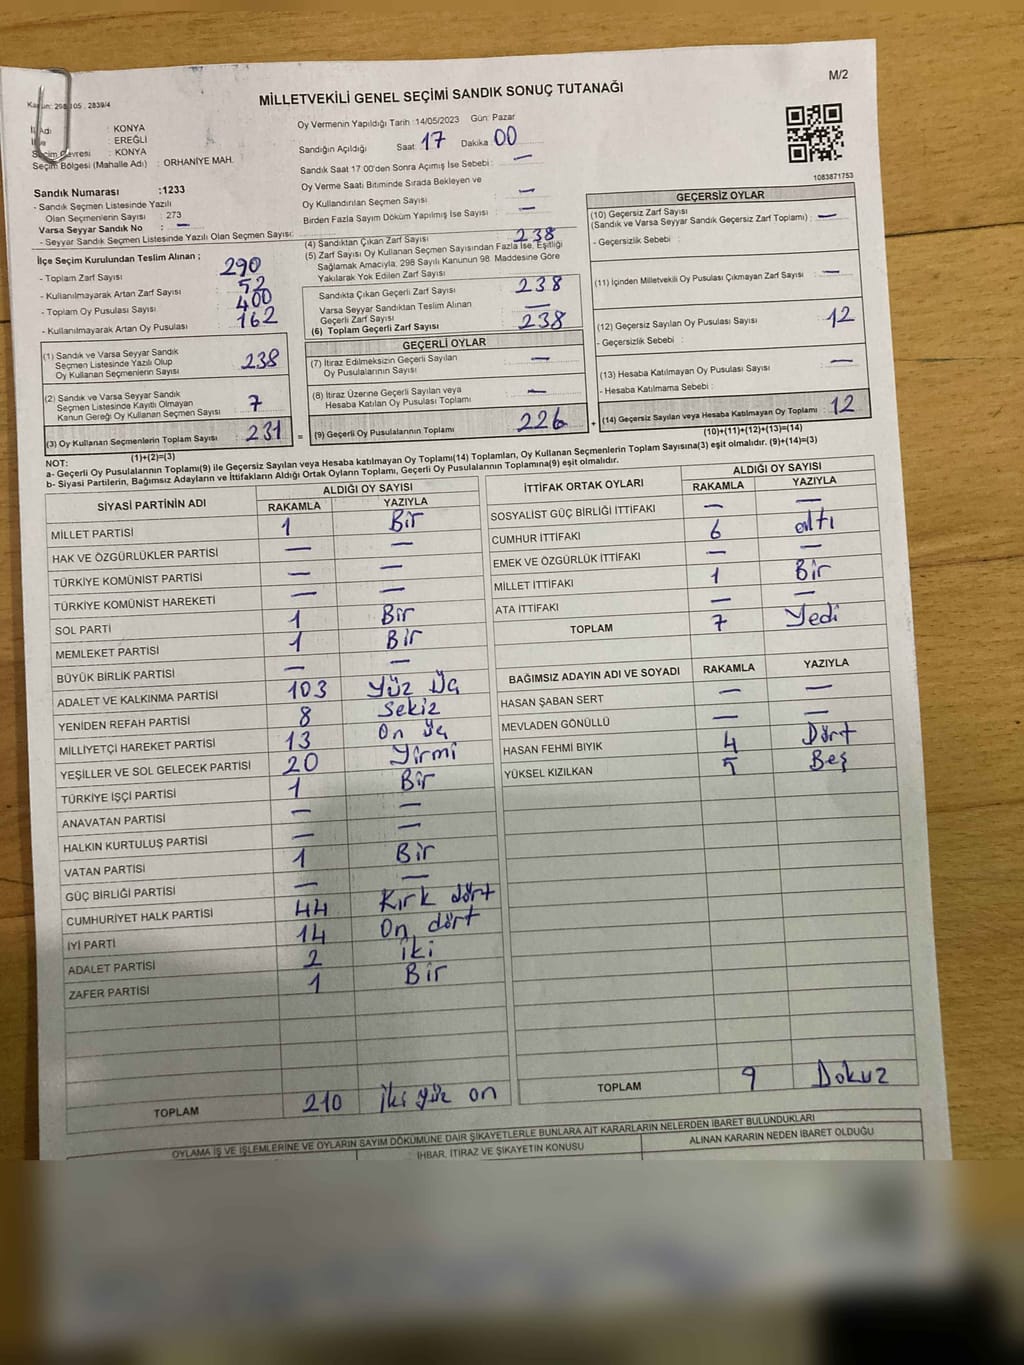 M/2
Kanun: 298, 105, 2839/4
MİLLETVEKİLİ GENEL SEÇİMİ SANDIK SONUÇ TUTANAĞI
İl Adı : KONYA
: EREĞLİ
Seçim Çevresi : KONYA
Seçim Bölgesi (Mahalle Adı) : ORHANİYE MAH.
Oy Vermenin Yapıldığı Tarih :14/05/2023 Gün: Pazar
Sandığın Açıldığı Saat 17 Dakika 00
Sandık Saat 17 00'den Sonra Açımış İse Sebebi : —
Oy Verme Saati Bitiminde Sırada Bekleyen ve
Oy Kullandırılan Seçmen Sayısı —
Birden Fazla Sayım Döküm Yapılmış İse Sayısı : —
1083871753
Sandık Numarası :1233
- Sandık Seçmen Listesinde Yazılı
Olan Seçmenlerin Sayısı : 273
Varsa Seyyar Sandık No : —
- Seyyar Sandık Seçmen Listesinde Yazılı Olan Seçmen Sayısı:
İlçe Seçim Kurulundan Teslim Alınan ;
- Toplam Zarf Sayısı 290
- Kullanılmayarak Artan Zarf Sayısı 52
- Toplam Oy Pusulası Sayısı 400
- Kullanılmayarak Artan Oy Pusulası 162
(1) Sandık ve Varsa Seyyar Sandık
Seçmen Listesinde Yazılı Olup
Oy Kullanan Seçmenlerin Sayısı 238
(2) Sandık ve Varsa Seyyar Sandık
Seçmen Listesinde Kayıtlı Olmayan
Kanun Gereği Oy Kullanan Seçmen Sayısı : 7
(3) Oy Kullanan Seçmenlerin Toplam Sayısı : 231 =
(1)+(2)=(3)
(4) Sandıktan Çıkan Zarf Sayısı 238
(5) Zarf Sayısı Oy Kullanan Seçmen Sayısından Fazla İse, Eşitliği
Sağlamak Amacıyla, 298 Sayılı Kanunun 98. Maddesine Göre
Yakılarak Yok Edilen Zarf Sayısı
Sandıkta Çıkan Geçerli Zarf Sayısı 238
Varsa Seyyar Sandıktan Teslim Alınan
Geçerli Zarf Sayısı —
(6) Toplam Geçerli Zarf Sayısı 238
GEÇERLİ OYLAR
(7) İtiraz Edilmeksizin Geçerli Sayılan
Oy Pusulalarının Sayısı : —
(8) İtiraz Üzerine Geçerli Sayılan veya
Hesaba Katılan Oy Pusulası Toplamı : —
(9) Geçerli Oy Pusulalarının Toplamı 226 +
GEÇERSİZ OYLAR
(10) Geçersiz Zarf Sayısı
(Sandık ve Varsa Seyyar Sandık Geçersiz Zarf Toplamı) : —
- Geçersizlik Sebebi :
(11) İçinden Milletvekili Oy Pusulası Çıkmayan Zarf Sayısı : —
(12) Geçersiz Sayılan Oy Pusulası Sayısı : 12
- Geçersizlik Sebebi :
(13) Hesaba Katılmayan Oy Pusulası Sayısı : —
- Hesaba Katılmama Sebebi :
(14) Geçersiz Sayılan veya Hesaba Katılmayan Oy Toplamı : 12
(10)+(11)+(12)+(13)=(14)
NOT:
a- Geçerli Oy Pusulalarının Toplamı(9) ile Geçersiz Sayılan veya Hesaba katılmayan Oy Toplamı(14) Toplamları, Oy Kullanan Seçmenlerin Toplam Sayısına(3) eşit olmalıdır. (9)+(14)=(3)
b- Siyasi Partilerin, Bağımsız Adayların ve İttifakların Aldığı Ortak Oyların Toplamı, Geçerli Oy Pusulalarının Toplamına(9) eşit olmalıdır.
SİYASİ PARTİNİN ADI ALDIĞI OY SAYISI
RAKAMLA YAZIYLA
MİLLET PARTİSİ 1 Bir
HAK VE ÖZGÜRLÜKLER PARTİSİ — —
TÜRKİYE KOMÜNİST PARTİSİ — —
TÜRKİYE KOMÜNİST HAREKETİ — —
SOL PARTİ 1 Bir
MEMLEKET PARTİSİ 1 Bir
BÜYÜK BİRLİK PARTİSİ — —
ADALET VE KALKINMA PARTİSİ 103 Yüz Üç
YENİDEN REFAH PARTİSİ 8 Sekiz
MİLLİYETÇİ HAREKET PARTİSİ 13 On üç
YEŞİLLER VE SOL GELECEK PARTİSİ 20 Yirmi
TÜRKİYE İŞÇİ PARTİSİ 1 Bir
ANAVATAN PARTİSİ — —
HALKIN KURTULUŞ PARTİSİ — —
VATAN PARTİSİ 1 Bir
GÜÇ BİRLİĞİ PARTİSİ — —
CUMHURİYET HALK PARTİSİ 44 Kırk dört
İYİ PARTİ 14 On dört
ADALET PARTİSİ 2 iki
ZAFER PARTİSİ 1 Bir
TOPLAM 210 İki yüz on
İTTİFAK ORTAK OYLARI ALDIĞI OY SAYISI
RAKAMLA YAZIYLA
SOSYALİST GÜÇ BİRLİĞİ İTTİFAKI — —
CUMHUR İTTİFAKI 6 altı
EMEK VE ÖZGÜRLÜK İTTİFAKI — —
MİLLET İTTİFAKI 1 Bir
ATA İTTİFAKI — —
TOPLAM 7 Yedi
BAĞIMSIZ ADAYIN ADI VE SOYADI RAKAMLA YAZIYLA
HASAN ŞABAN SERT — —
MEVLADEN GÖNÜLLÜ — —
HASAN FEHMİ BIYIK 4 Dört
YÜKSEL KIZILKAN 5 Beş
TOPLAM 9 Dokuz
OYLAMA İŞ VE İŞLEMLERİNE VE OYLARIN SAYIM DÖKÜMÜNE DAİR ŞİKAYETLERLE BUNLARA AİT KARARLARIN NELERDEN İBARET BULUNDUKLARI
İHBAR, İTİRAZ VE ŞİKAYETİN KONUSU ALINAN KARARIN NEDEN İBARET OLDUĞU